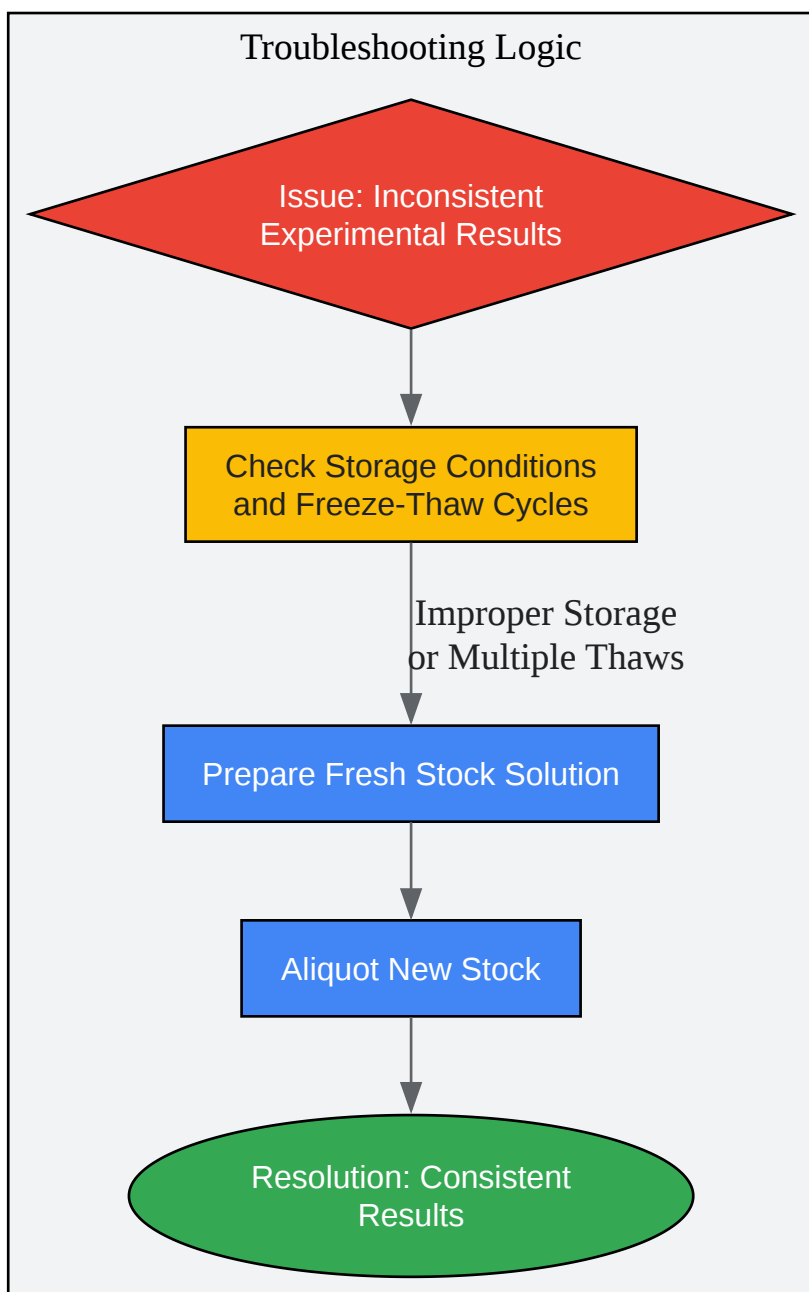 Troubleshooting Logic
Issue: Inconsistent
Experimental Results
Check Storage Conditions
and Freeze-Thaw Cycles
Improper Storage
or Multiple Thaws
Prepare Fresh Stock Solution
Aliquot New Stock
Resolution: Consistent
Results